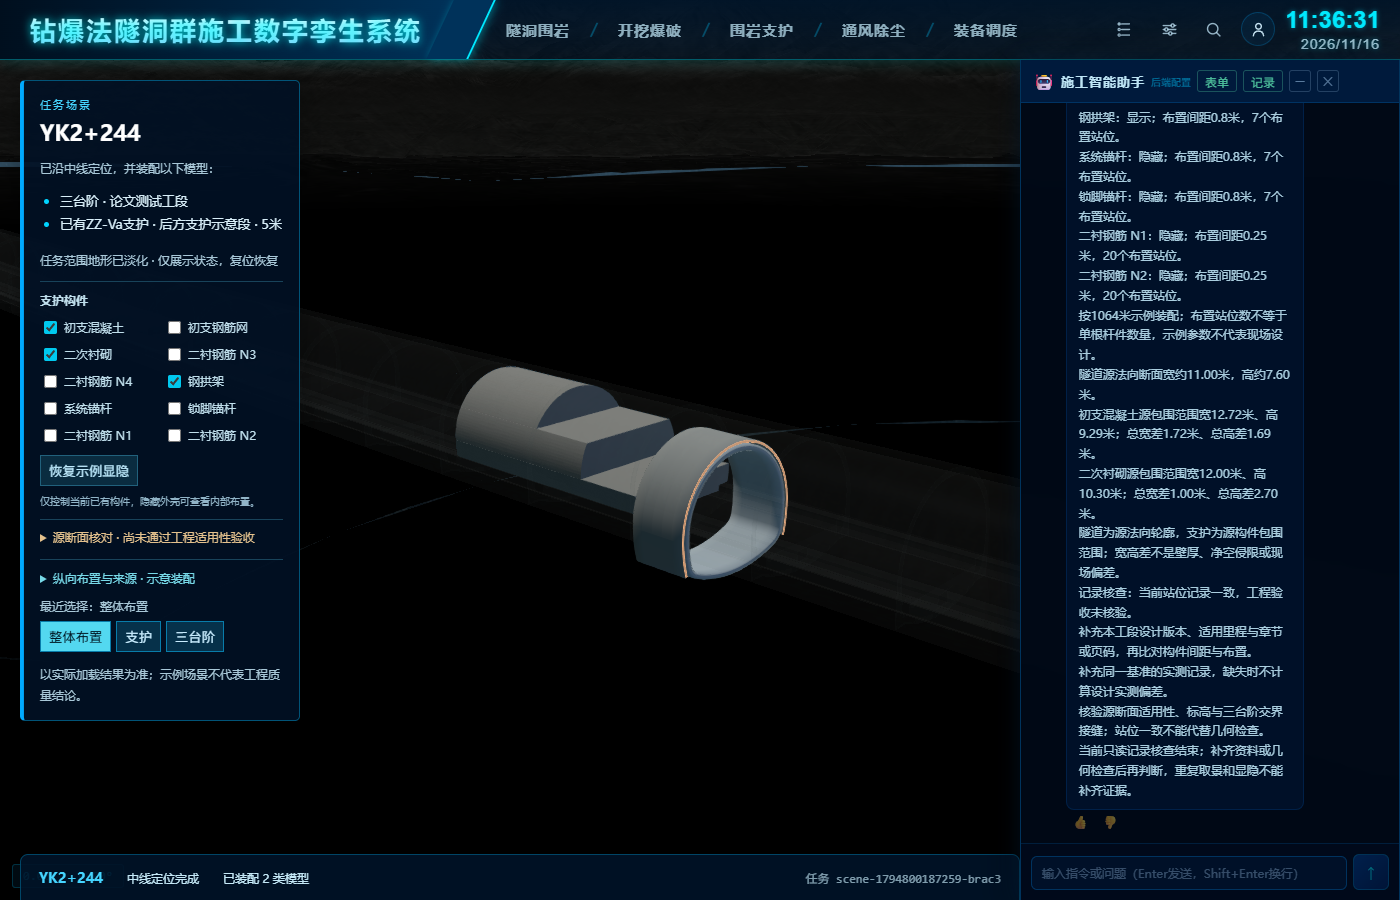 钻爆法隧洞群施工数字孪生系统
隧洞围岩 / 开挖爆破 / 围岩支护 / 通风除尘 / 装备调度
11:36:31
2026/11/16
任务场景
YK2+244
已沿中线定位，并装配以下模型：
三台阶 · 论文测试工段
已有ZZ-Va支护 · 后方支护示意段 · 5米
任务范围地形已淡化 · 仅展示状态，复位恢复
支护构件
初支混凝土 初支钢筋网
二次衬砌 二衬钢筋 N3
二衬钢筋 N4 钢拱架
系统锚杆 锁脚锚杆
二衬钢筋 N1 二衬钢筋 N2
恢复示例显隐
仅控制当前已有构件，隐藏外壳可查看内部布置。
源断面核对 · 尚未通过工程适用性验收
纵向布置与来源 · 示意装配
最近选择：整体布置
整体布置 支护 三台阶
以实际加载结果为准；示例场景不代表工程质
量结论。
YK2+244 中线定位完成 已装配 2 类模型 任务 scene-1794800187259-brac3
施工智能助手 后端配置 表单 记录
钢拱架：显示；布置间距0.8米，7个布
置站位。
系统锚杆：隐藏；布置间距0.8米，7个
布置站位。
锁脚锚杆：隐藏；布置间距0.8米，7个
布置站位。
二衬钢筋 N1：隐藏；布置间距0.25
米，20个布置站位。
二衬钢筋 N2：隐藏；布置间距0.25
米，20个布置站位。
按1064米示例装配；布置站位数不等于
单根杆件数量，示例参数不代表现场设
计。
隧道源法向断面宽约11.00米，高约7.60
米。
初支混凝土源包围范围宽12.72米、高
9.29米；总宽差1.72米、总高差1.69
米。
二次衬砌源包围范围宽12.00米、高
10.30米；总宽差1.00米、总高差2.70
米。
隧道为源法向轮廓，支护为源构件包围
范围；宽高差不是壁厚、净空侵限或现
场偏差。
记录核查：当前站位记录一致，工程验
收未核验。
补充本工段设计版本、适用里程与章节
或页码，再比对构件间距与布置。
补充同一基准的实测记录，缺失时不计
算设计实测偏差。
核验源断面适用性、标高与三台阶交界
接缝；站位一致不能代替几何检查。
当前只读记录核查结束；补齐资料或几
何检查后再判断，重复取景和显隐不能
补齐证据。
输入指令或问题（Enter发送，Shift+Enter换行）